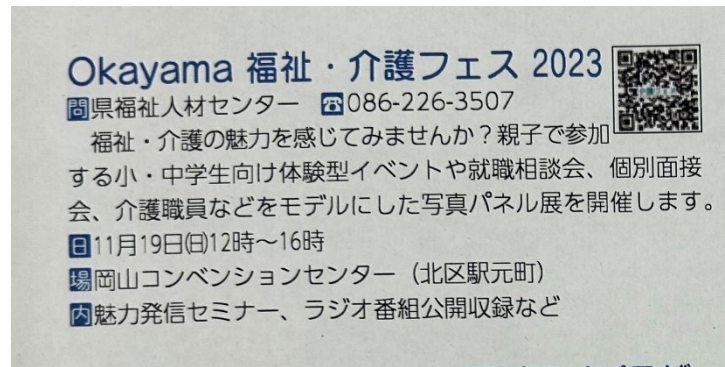 Okayama 福祉・介護フェス 2023
問県福祉人材センター ☎086-226-3507
福祉・介護の魅力を感じてみませんか？親子で参加
する小・中学生向け体験型イベントや就職相談会、個別面接
会、介護職員などをモデルにした写真パネル展を開催します。
日11月19日㈰12時～16時
場岡山コンベンションセンター（北区駅元町）
内魅力発信セミナー、ラジオ番組公開収録など